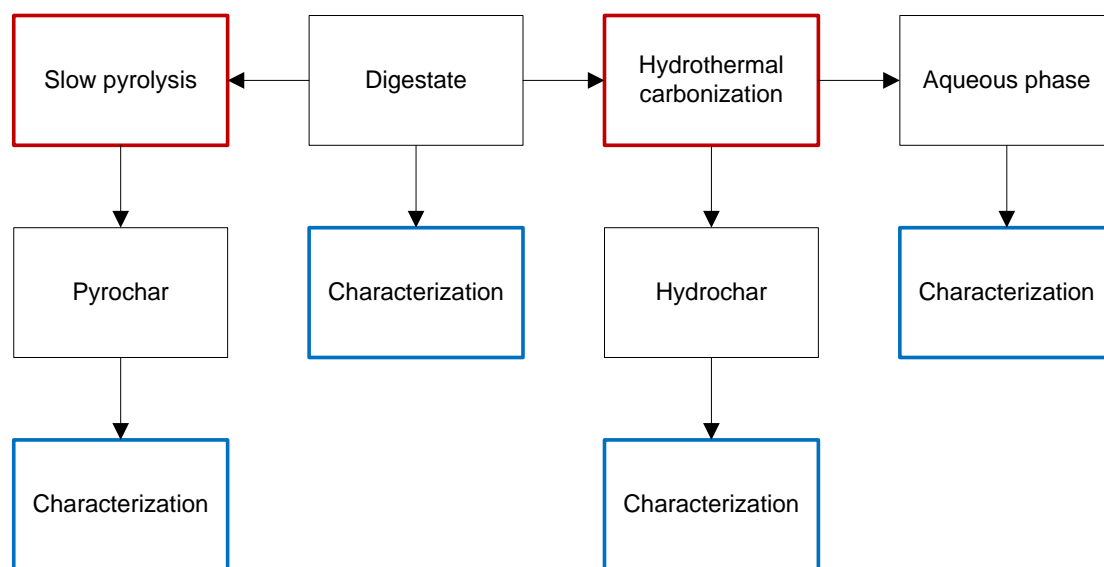 Slow pyrolysis
Digestate
Hydrothermal
carbonization
Aqueous phase
Pyrochar
Characterization
Hydrochar
Characterization
Characterization
Characterization